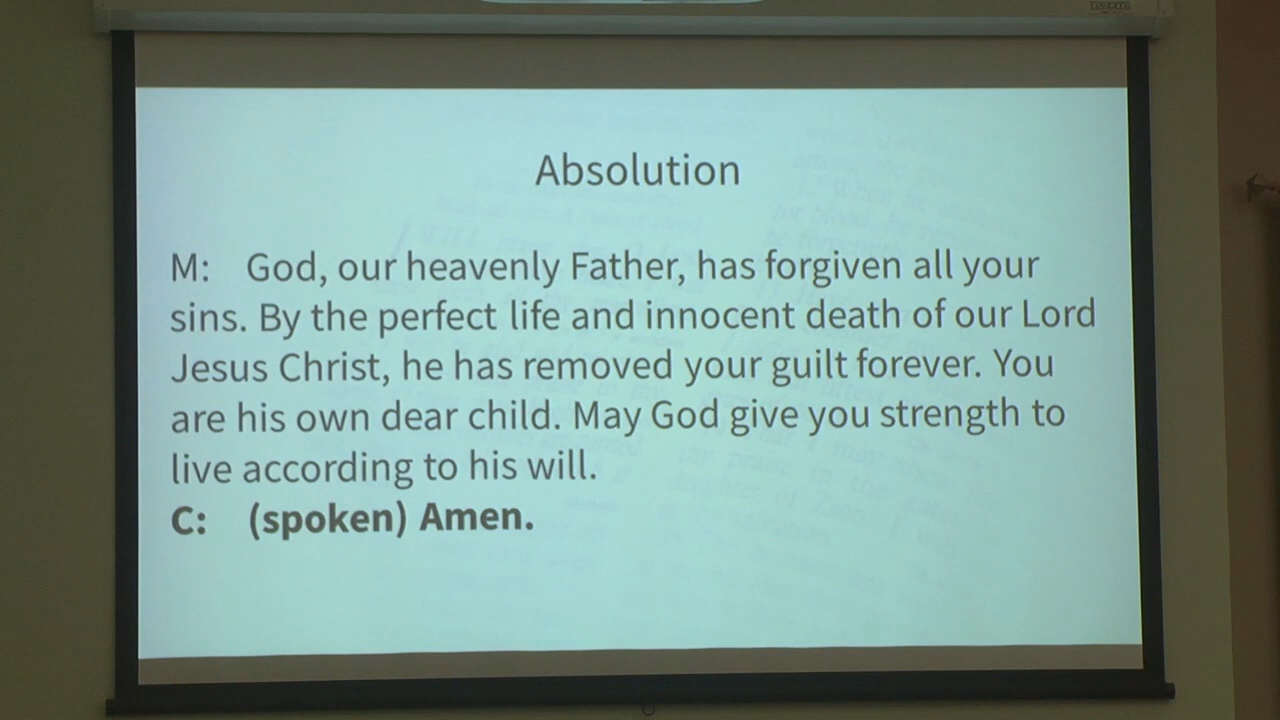 Absolution
M: God, our heavenly Father, has forgiven all your
sins. By the perfect life and innocent death of our Lord
Jesus Christ, he has removed your guilt forever. You
are his own dear child. May God give you strength to
live according to his will.
C: (spoken) Amen.